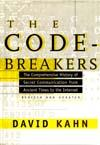 THE
CODE-
BREAKERS
The Comprehensive History of
Secret Communication from
Ancient Times to the Internet
REVISED AND UPDATED
DAVID KAHN